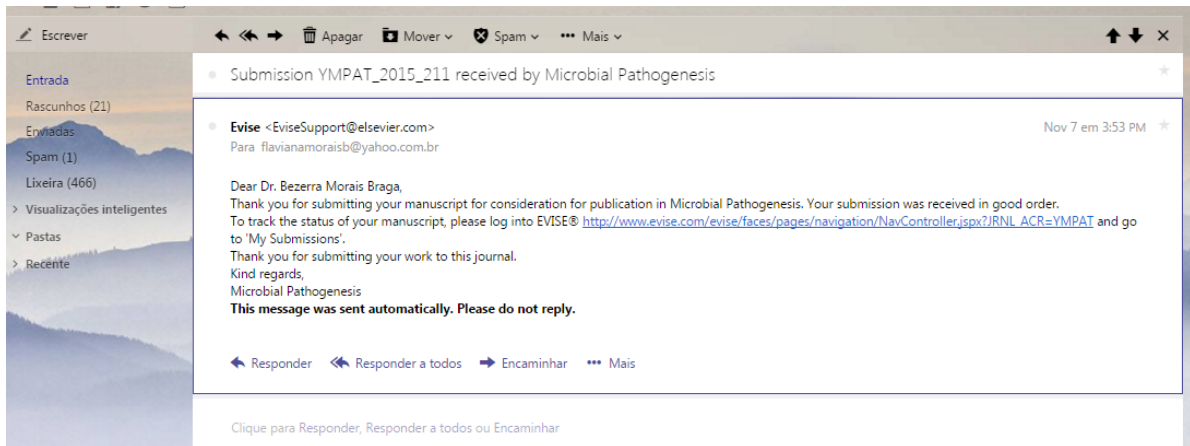 Escrever
Apagar Mover Spam ••• Mais
Entrada
Rascunhos (21)
Enviadas
Spam (1)
Lixeira (466)
Visualizações inteligentes
Pastas
Recente
Submission YMPAT_2015_211 received by Microbial Pathogenesis
Evise <EviseSupport@elsevier.com> Nov 7 em 3:53 PM
Para flavianamoraisb@yahoo.com.br
Dear Dr. Bezerra Morais Braga,
Thank you for submitting your manuscript for consideration for publication in Microbial Pathogenesis. Your submission was received in good order.
To track the status of your manuscript, please log into EVISE® http://www.evise.com/evise/faces/pages/navigation/NavController.jspx?JRNL_ACR=YMPAT and go
to 'My Submissions'.
Thank you for submitting your work to this journal.
Kind regards,
Microbial Pathogenesis
This message was sent automatically. Please do not reply.
Responder Responder a todos Encaminhar ••• Mais
Clique para Responder, Responder a todos ou Encaminhar